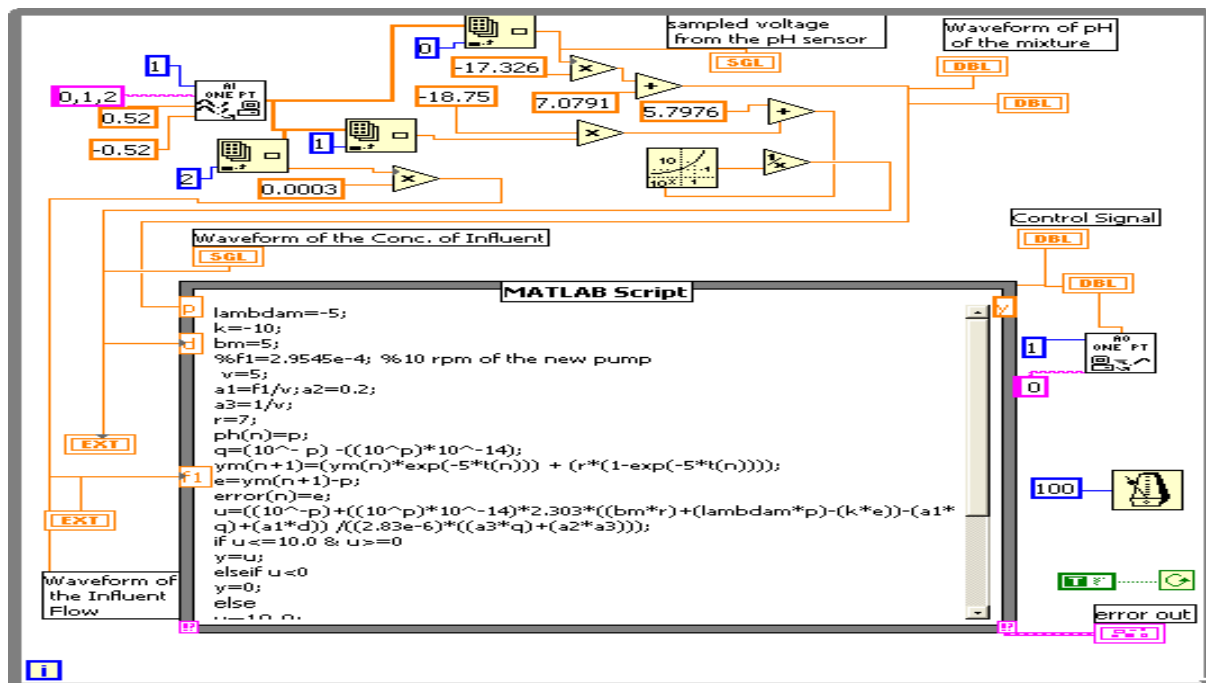 sampled voltage
from the pH sensor
Waveform of pH
of the mixture
0
SGL
DBL
1
AI
ONE PT
-17.326
x
+
0,1,2
-18.75
7.0791
5.7976
+
DBL
0.52
-0.52
1
x
10
-1
10x
1
1/x
2
0.0003
x
Control Signal
Waveform of the Conc. of Influent
SGL
DBL
DBL
MATLAB Script
p
y
lambdam=-5;
k=-10;
d
bm=5;
%f1=2.9545e-4; %10 rpm of the new pump
v=5;
a1=f1/v;a2=0.2;
a3=1/v;
r=7;
ph(n)=p;
q=(10^- p) -((10^p)*10^-14);
ym(n+1)=(ym(n)*exp(-5*t(n))) + (r*(1-exp(-5*t(n))));
e=ym(n+1)-p;
error(n)=e;
u=((10^-p)+((10^p)*10^-14)*2.303*((bm*r)+(lambdam*p)-(k*e))-(a1*
q)+(a1*d)) /((2.83e-6)*((a3*q)+(a2*a3)));
if u<=10.0 & u>=0
y=u;
elseif u<0
y=0;
else
EXT
f1
EXT
Waveform of
the Influent
Flow
1
AO
ONE PT
0
100
T
error out
i